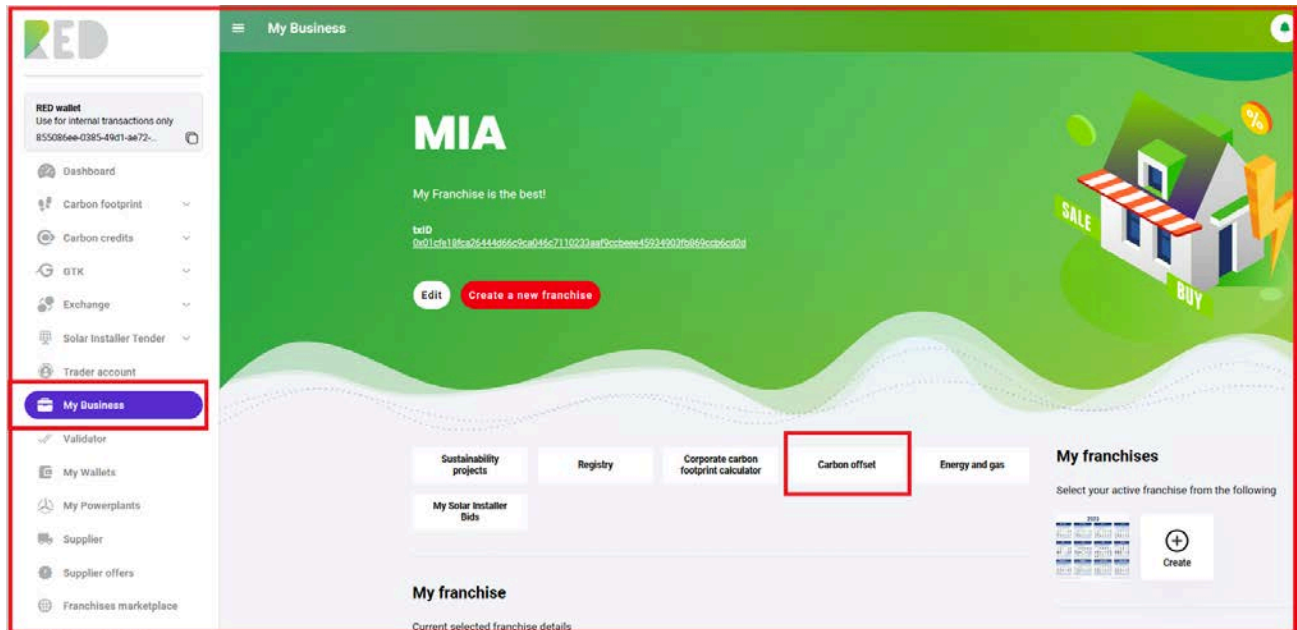 RED
RED wallet
Use for internal transactions only
855086ee-0385-49d1-ae72-...
Dashboard
Carbon footprint
Carbon credits
GTK
Exchange
Solar Installer Tender
Trader account
My Business
Validator
My Wallets
My Powerplants
Supplier
Supplier offers
Franchises marketplace
My Business
MIA
My Franchise is the best!
txID
Edit
Create a new franchise
SALE
%
BUY
Sustainability
projects
Registry
Corporate carbon
footprint calculator
Carbon offset
Energy and gas
My Solar Installer
Bids
My franchises
Select your active franchise from the following
2023
Create
My franchise
Current selected franchise details